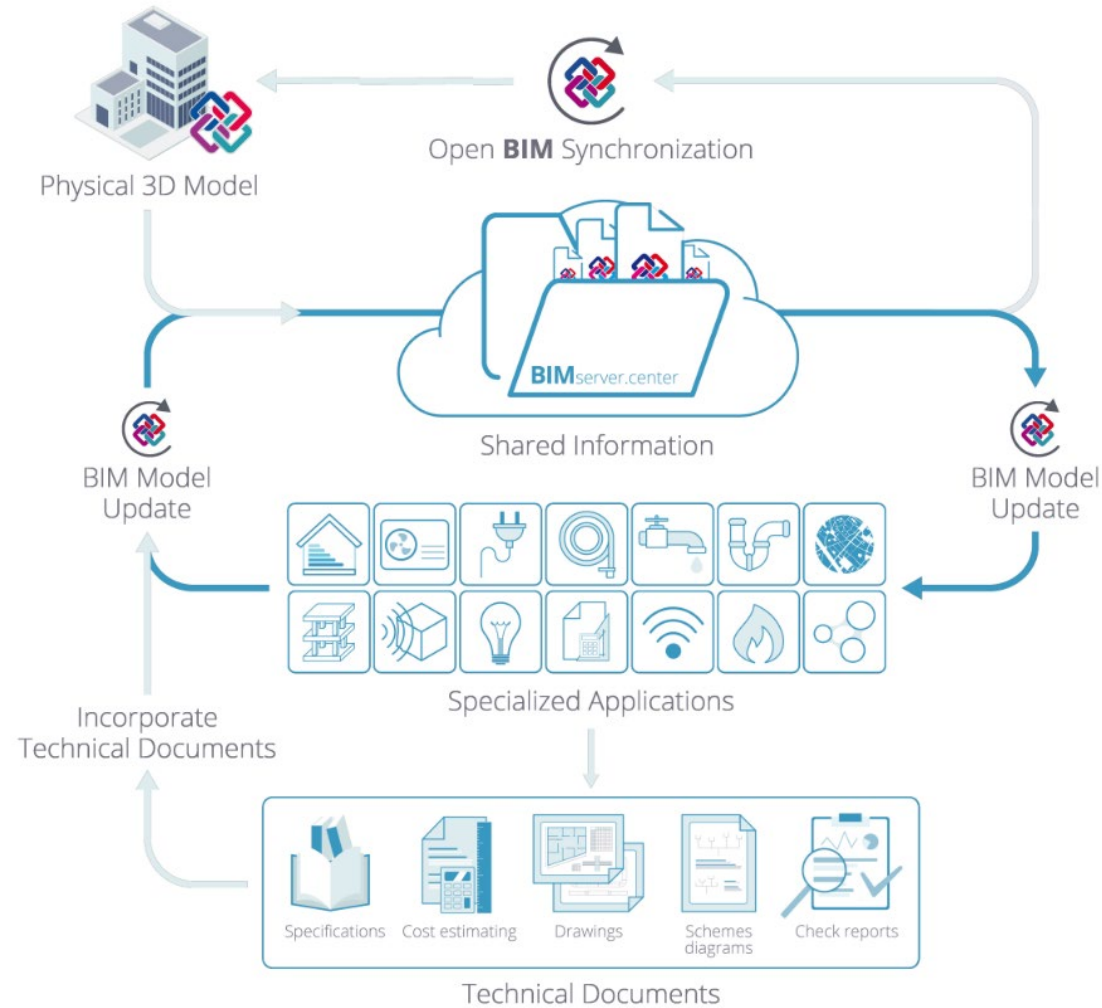 Open BIM Synchronization
Physical 3D Model
BIMserver.center
Shared Information
BIM Model
Update
BIM Model
Update
Specialized Applications
Incorporate
Technical Documents
Specifications
Cost estimating
Drawings
Schemes
diagrams
Check reports
Technical Documents